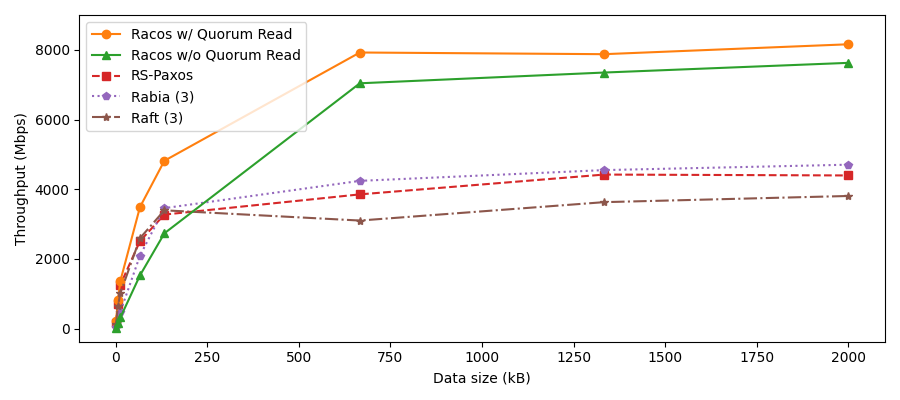 Racos w/ Quorum Read
Racos w/o Quorum Read
RS-Paxos
Rabia (3)
Raft (3)
Throughput (Mbps)
8000
6000
4000
2000
0
0 250 500 750 1000 1250 1500 1750 2000
Data size (kB)